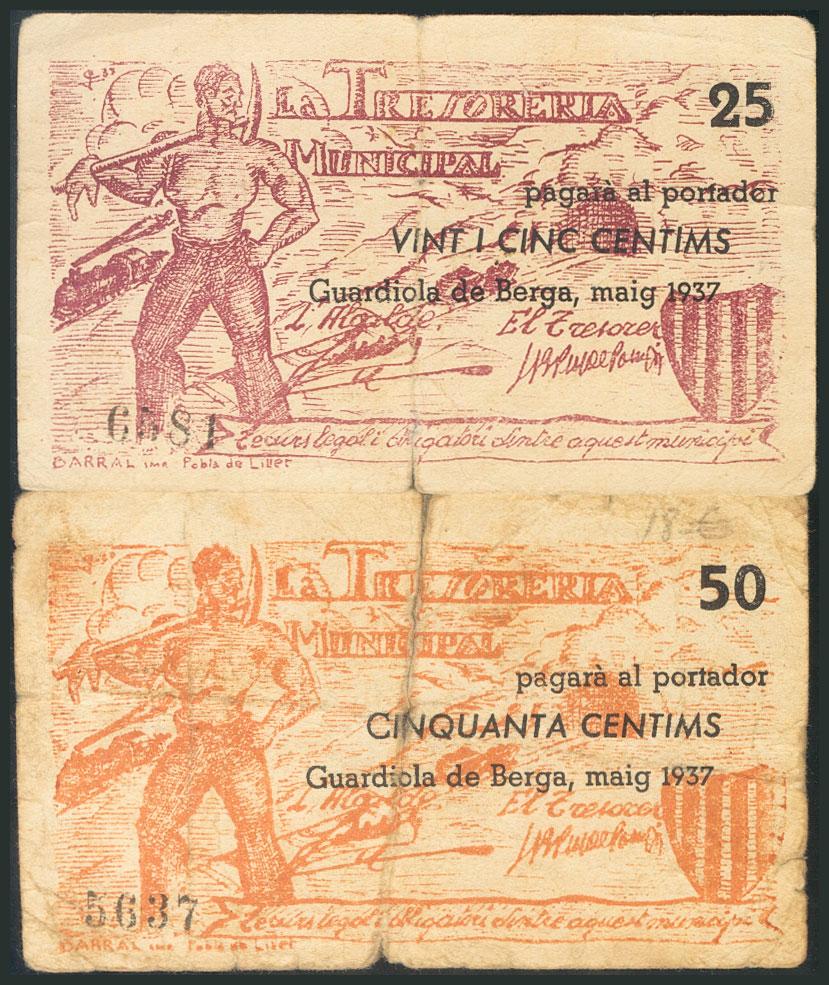 LA TRESORERIA
MUNICIPAL
25
pagarà al portador
VINT I CINC CENTIMS
Guardiola de Berga, maig 1937
L'Alcalde. El Tresorer
6581
de curs legal i obligatori dintre aquest municipi
BARRAL imp Pobla de Lillet
18 €
LA TRESORERIA
MUNICIPAL
50
pagarà al portador
CINQUANTA CENTIMS
Guardiola de Berga, maig 1937
L'Alcalde. El Tresorer
5637
de curs legal i obligatori dintre aquest municipi
BARRAL imp Pobla de Lillet